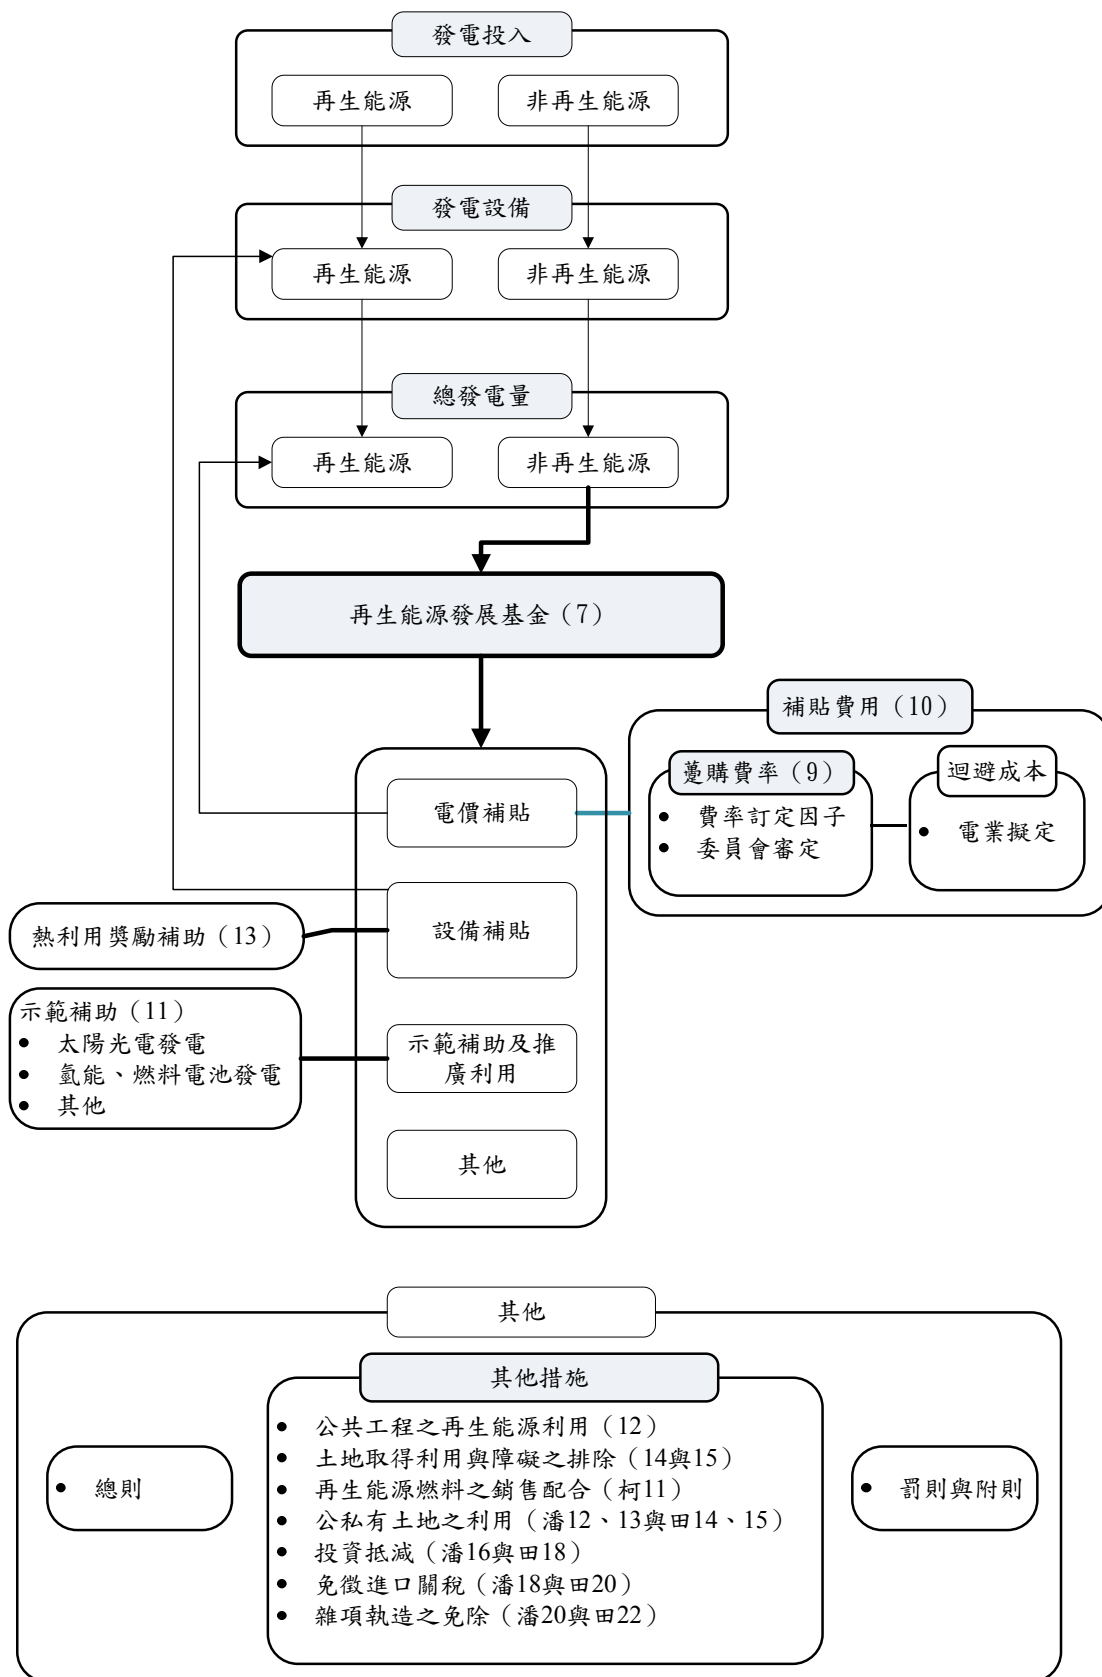 發電投入
再生能源
非再生能源
發電設備
再生能源
非再生能源
總發電量
再生能源
非再生能源
再生能源發展基金（7）
補貼費用（10）
躉購費率（9）
• 費率訂定因子
• 委員會審定
迴避成本
• 電業擬定
電價補貼
設備補貼
熱利用獎勵補助（13）
示範補助（11）
• 太陽光電發電
• 氫能、燃料電池發電
• 其他
示範補助及推
廣利用
其他
其他
其他措施
• 總則
• 公共工程之再生能源利用（12）
• 土地取得利用與障礙之排除（14與15）
• 再生能源燃料之銷售配合（柯11）
• 公私有土地之利用（潘12、13與田14、15）
• 投資抵減（潘16與田18）
• 免徵進口關稅（潘18與田20）
• 雜項執造之免除（潘20與田22）
• 罰則與附則